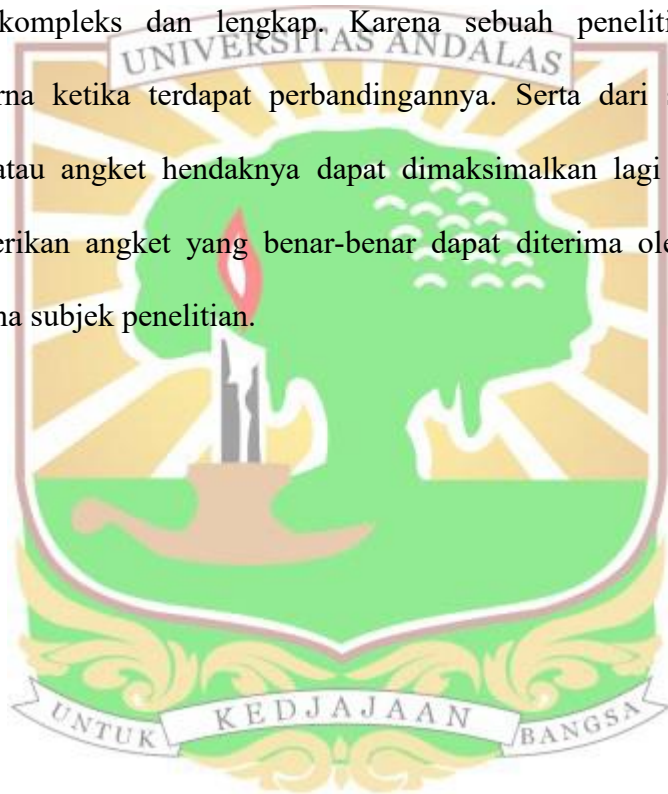 kompleks dan lengkap. Karena sebuah peneliti
UNIVERSITAS ANDALAS
rna ketika terdapat perbandingannya. Serta dari
atau angket hendaknya dapat dimaksimalkan lagi
erikan angket yang benar-benar dapat diterima ole
na subjek penelitian.
UNTUK KEDJAJAAN BANGSA